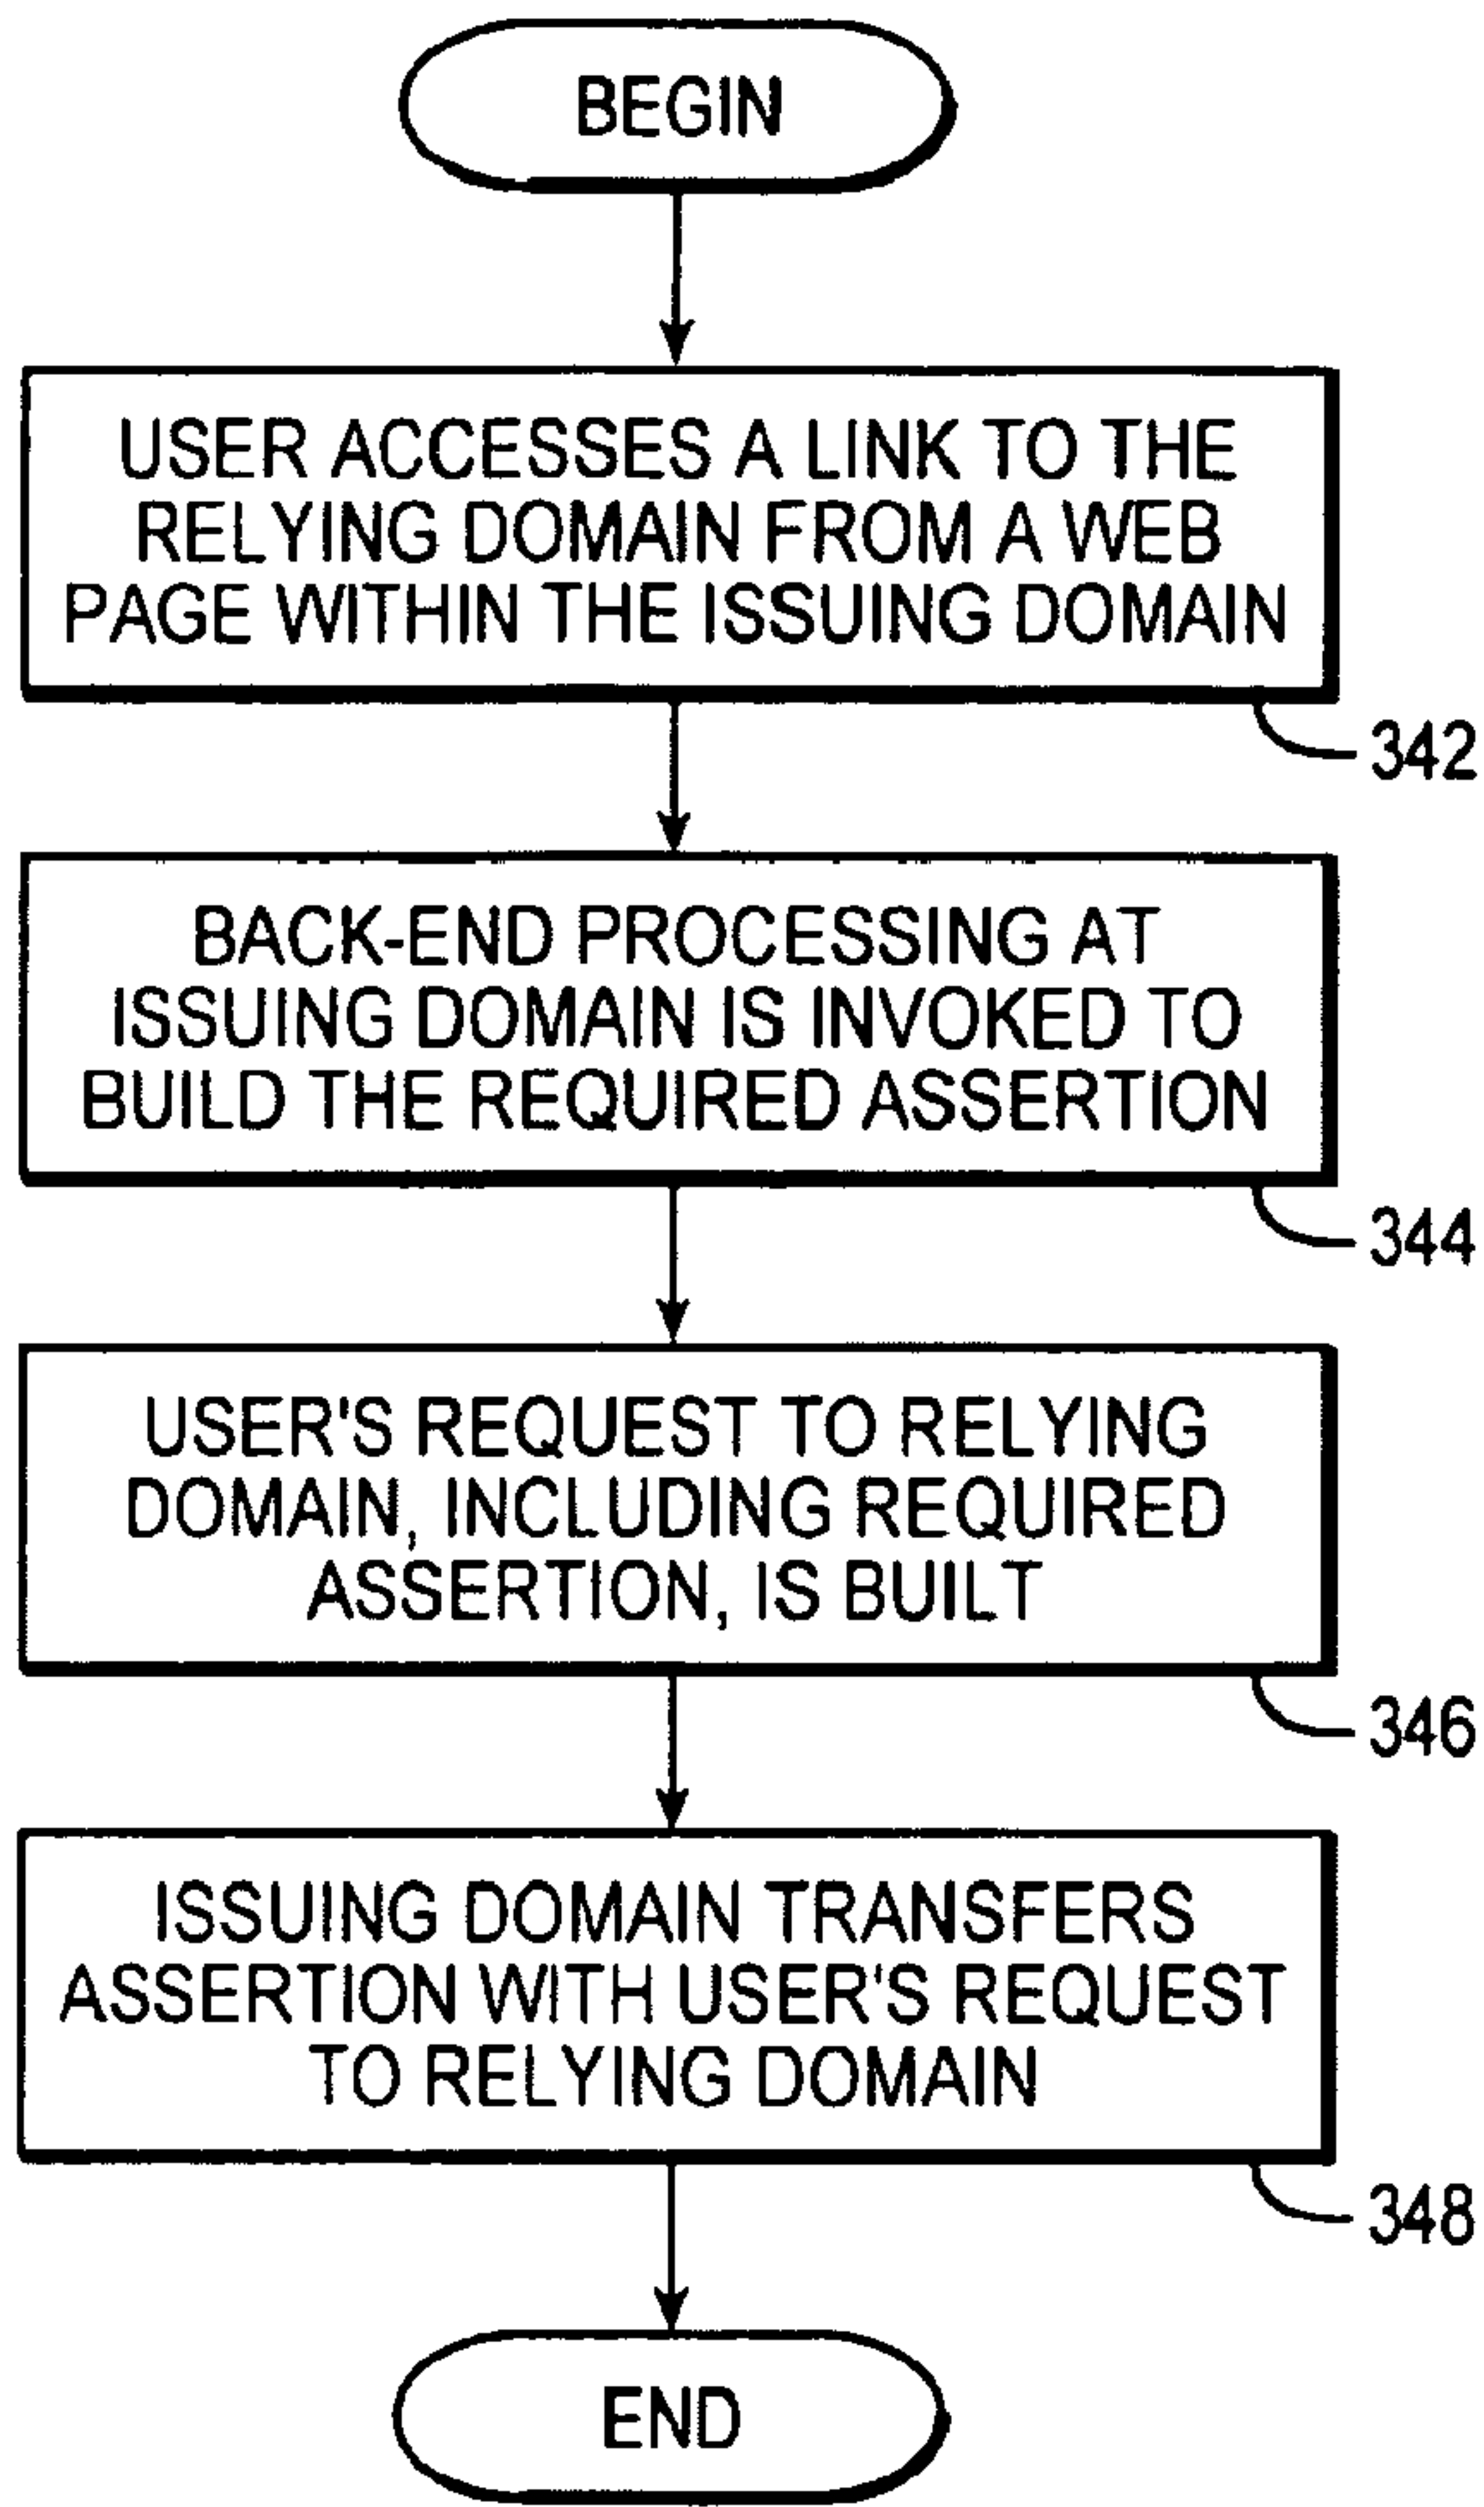 BEGIN
USER ACCESSES A LINK TO THE
RELYING DOMAIN FROM A WEB
PAGE WITHIN THE ISSUING DOMAIN
342
BACK-END PROCESSING AT
ISSUING DOMAIN IS INVOKED TO
BUILD THE REQUIRED ASSERTION
344
USER'S REQUEST TO RELYING
DOMAIN, INCLUDING REQUIRED
ASSERTION, IS BUILT
346
ISSUING DOMAIN TRANSFERS
ASSERTION WITH USER'S REQUEST
TO RELYING DOMAIN
348
END